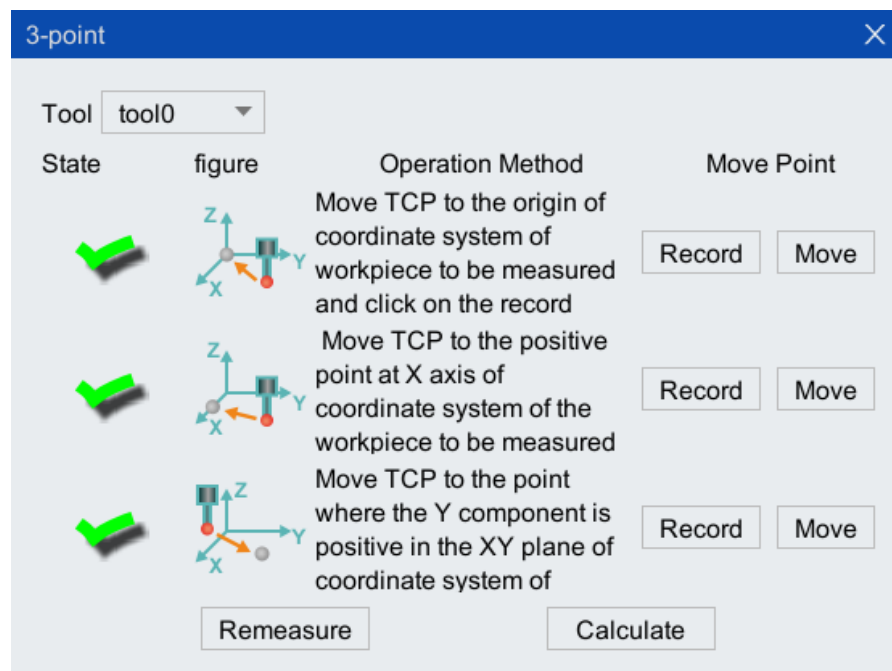 3-point
Tool tool0
State figure Operation Method Move Point
Move TCP to the origin of
coordinate system of
workpiece to be measured
and click on the record
Z
Y
X
Record Move
Move TCP to the positive
point at X axis of
coordinate system of the
workpiece to be measured
Z
Y
X
Record Move
Move TCP to the point
where the Y component is
positive in the XY plane of
coordinate system of
Z
Y
X
Record Move
Remeasure Calculate